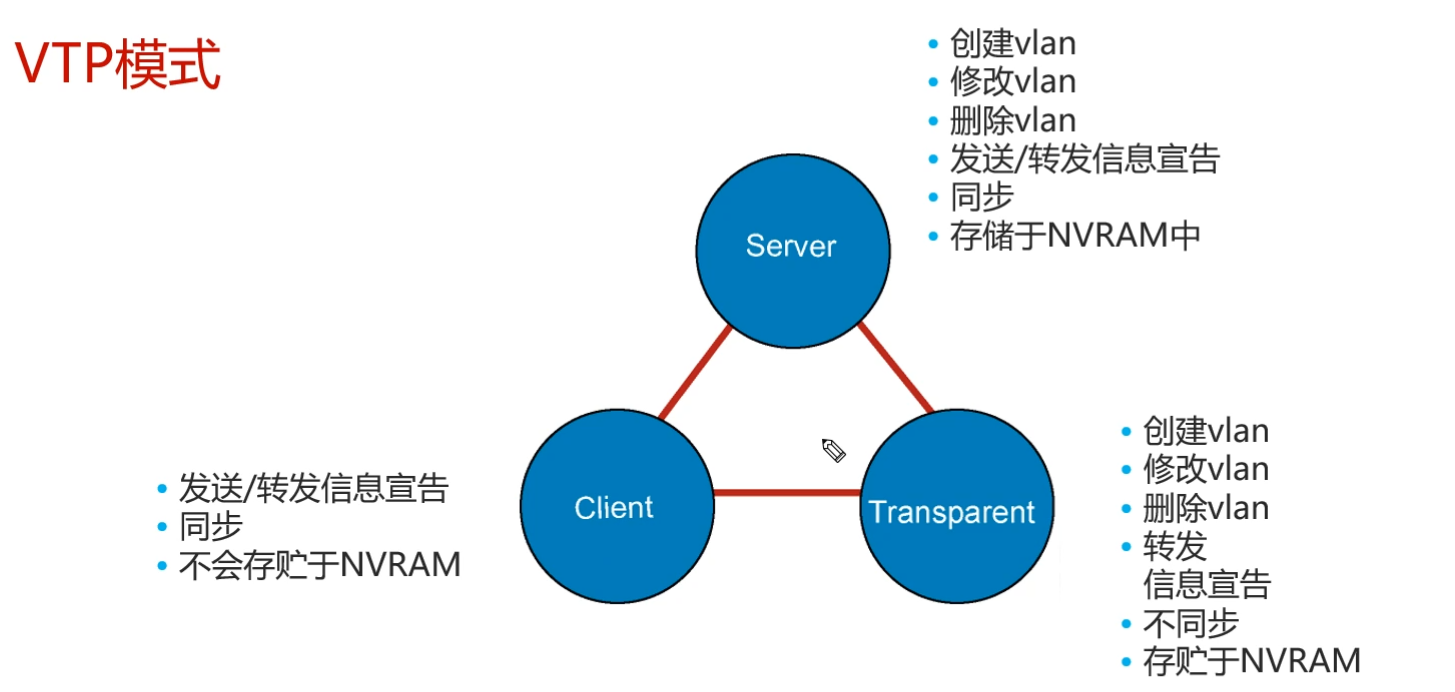 VTP模式
• 创建vlan
• 修改vlan
• 删除vlan
• 发送/转发信息宣告
• 同步
• 存储于NVRAM中
Server
Client
• 发送/转发信息宣告
• 同步
• 不会存贮于NVRAM
Transparent
• 创建vlan
• 修改vlan
• 删除vlan
• 转发
信息宣告
• 不同步
• 存贮于NVRAM